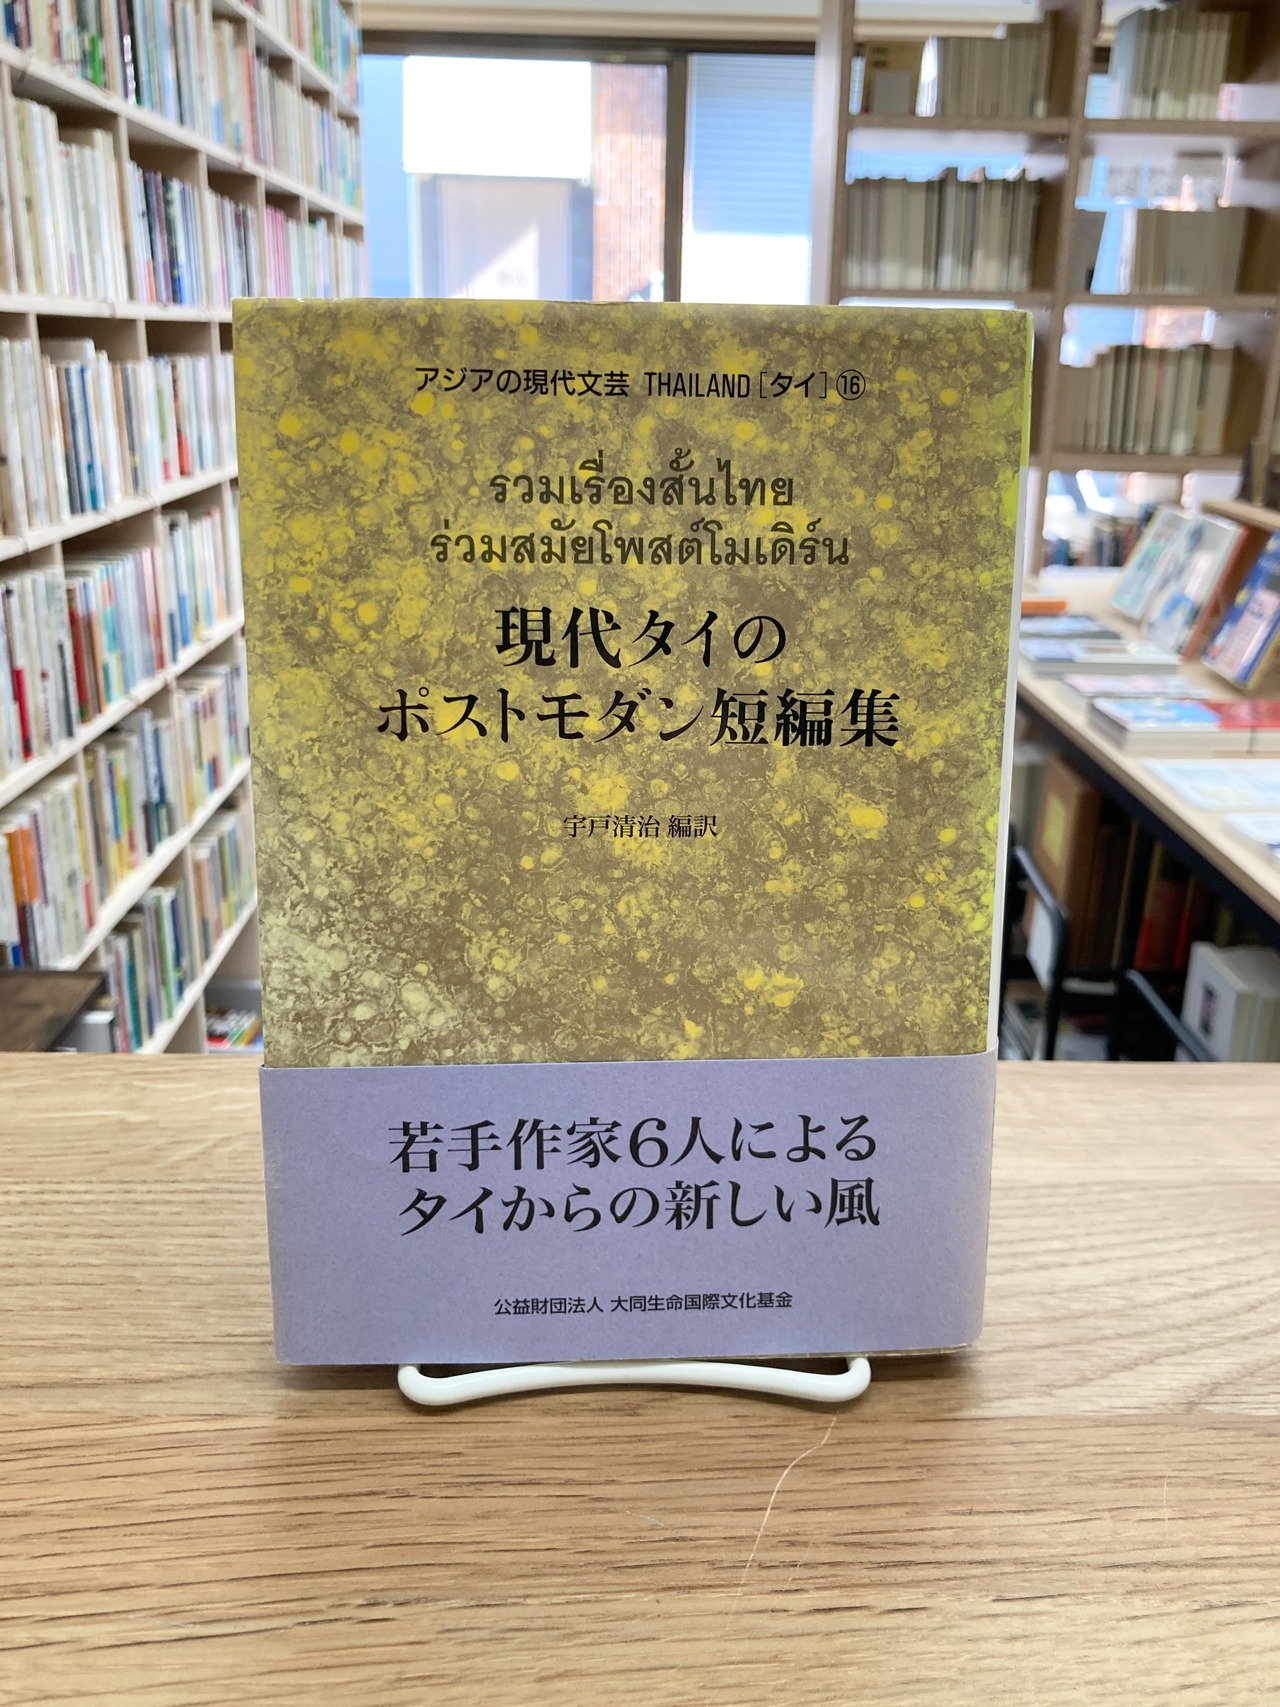 アジアの現代文芸 THAILAND［タイ］⑯
รวมเรื่องสั้นไทย
ร่วมสมัยโพสต์โมเดิร์น
現代タイの
ポストモダン短編集
宇戸清治 編訳
若手作家6人による
タイからの新しい風
公益財団法人 大同生命国際文化基金